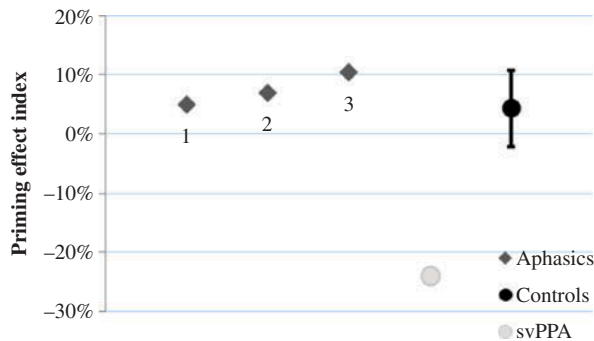 20%
10%
0%
–10%
–20%
–30%
Priming effect index
1
2
3
Aphasics
Controls
svPPA